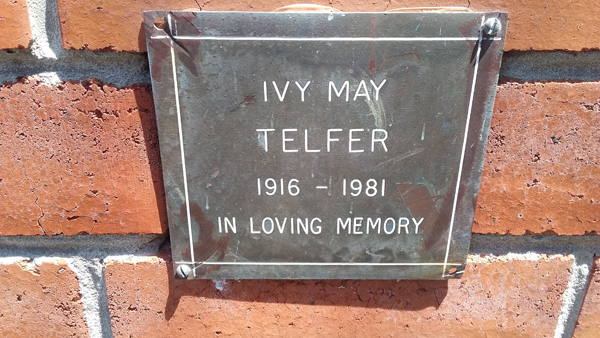 IVY MAY
TELFER
1916 - 1981
IN LOVING MEMORY